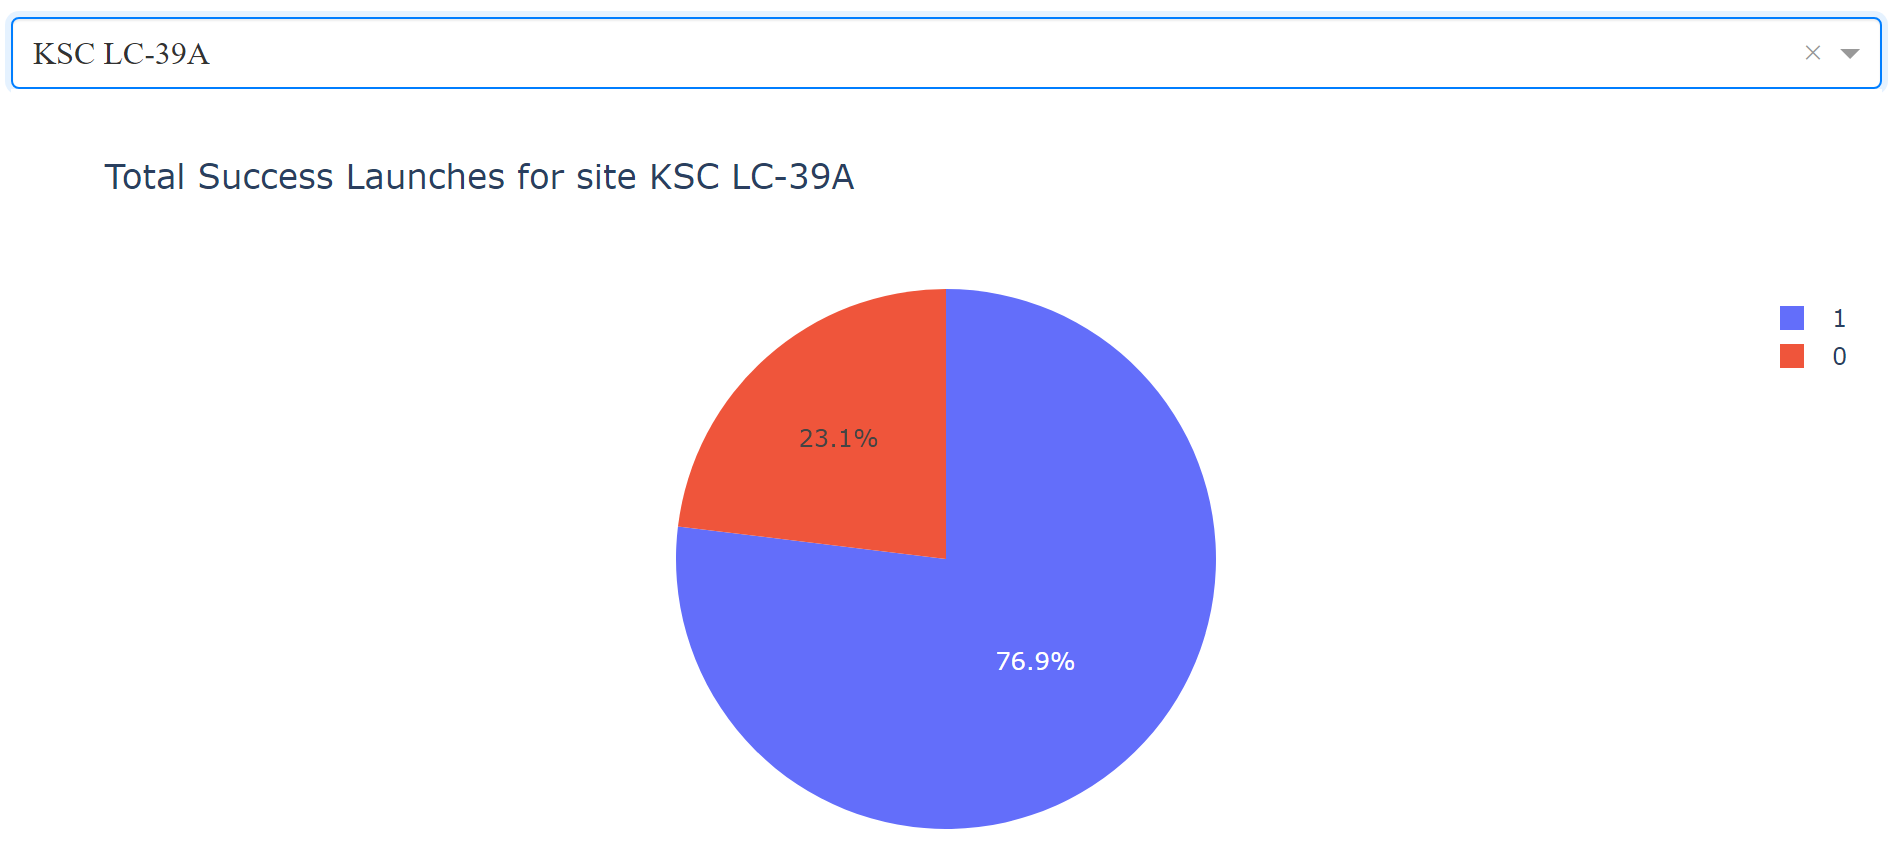 KSC LC-39A
Total Success Launches for site KSC LC-39A
1
0
23.1%
76.9%